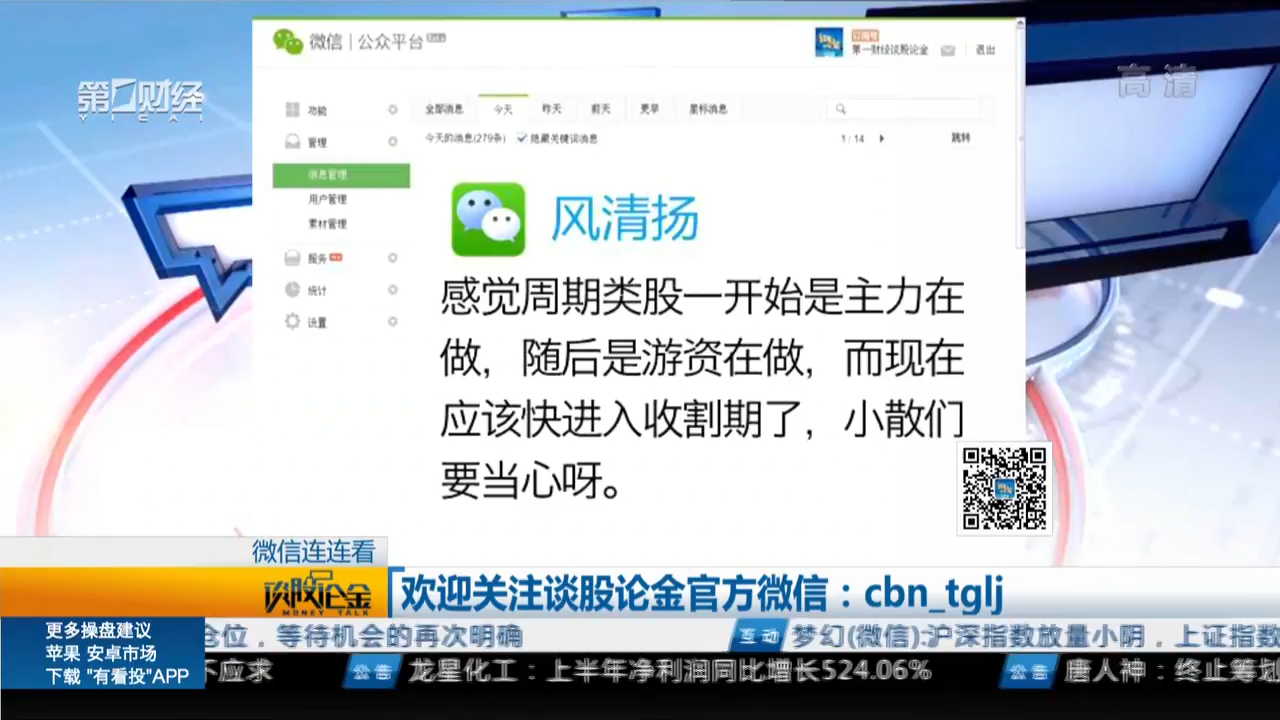 微信 | 公众平台
订阅号
第一财经谈股论金
退出
第一财经
YICAI
高清
功能
管理
消息管理
用户管理
素材管理
服务
统计
设置
全部消息 今天 昨天 前天 更早 星标消息
今天的消息(279条) 隐藏关键词消息
1 / 14
跳转
风清扬
感觉周期类股一开始是主力在
做，随后是游资在做，而现在
应该快进入收割期了，小散们
要当心呀。
微信连连看
谈股论金
MONEY TALK
欢迎关注谈股论金官方微信：cbn_tglj
更多操盘建议
苹果 安卓市场
下载 "有看投"APP
仓位，等待机会的再次明确 互动 梦幻(微信):沪深指数放量小阴，上证指数
不应求 公告 龙星化工：上半年净利润同比增长524.06% 公告 唐人神：终止筹划